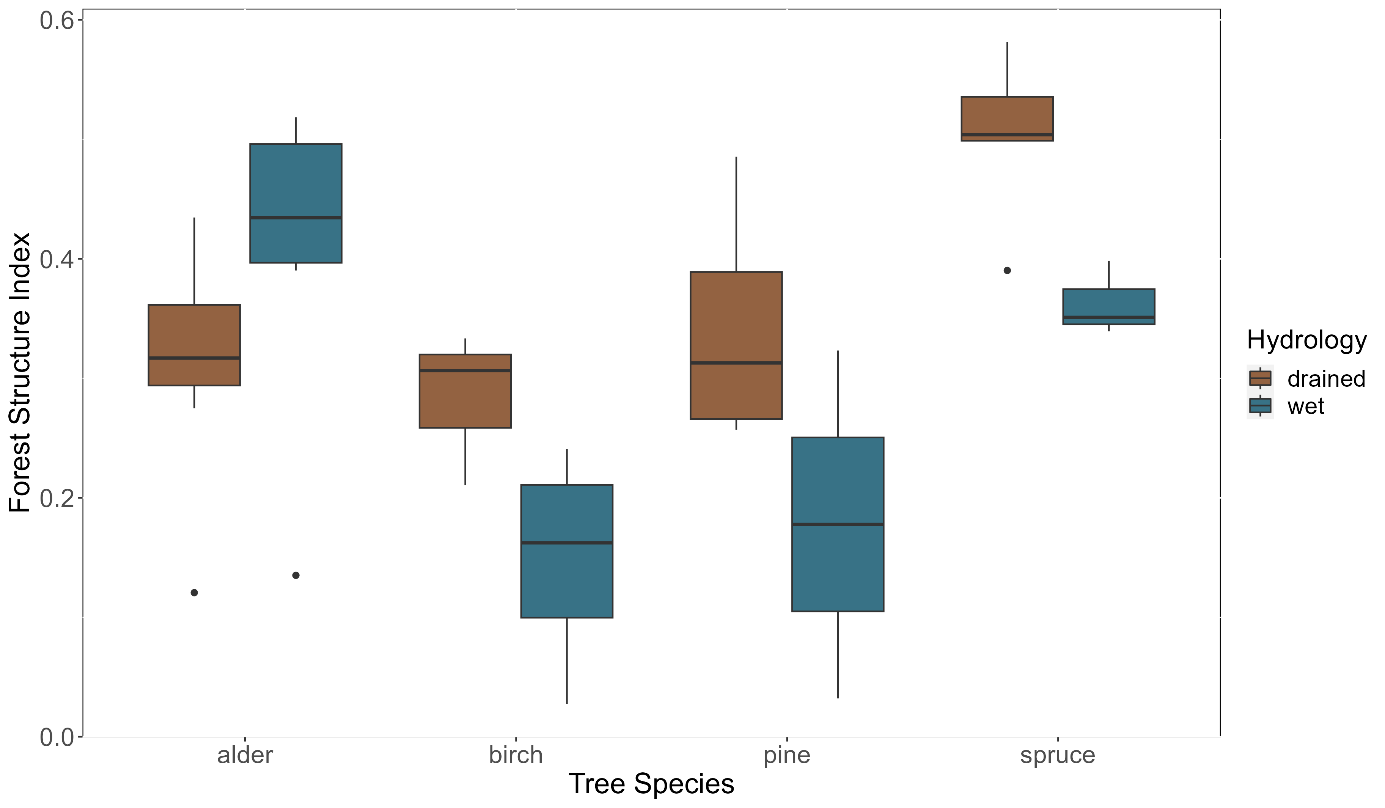 0.6
0.4
0.2
0.0
Forest Structure Index
alder
birch
pine
spruce
Tree Species
Hydrology
drained
wet